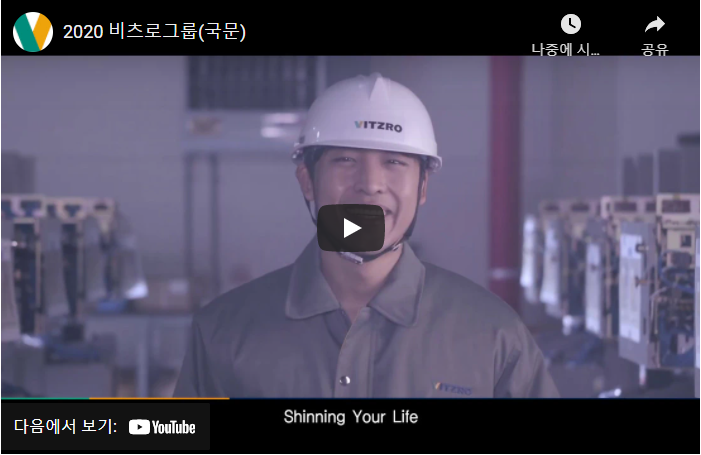 2020 비츠로그룹(국문)
나중에 시...
공유
VITZRO
VITZRO
Shinning Your Life
다음에서 보기: YouTube